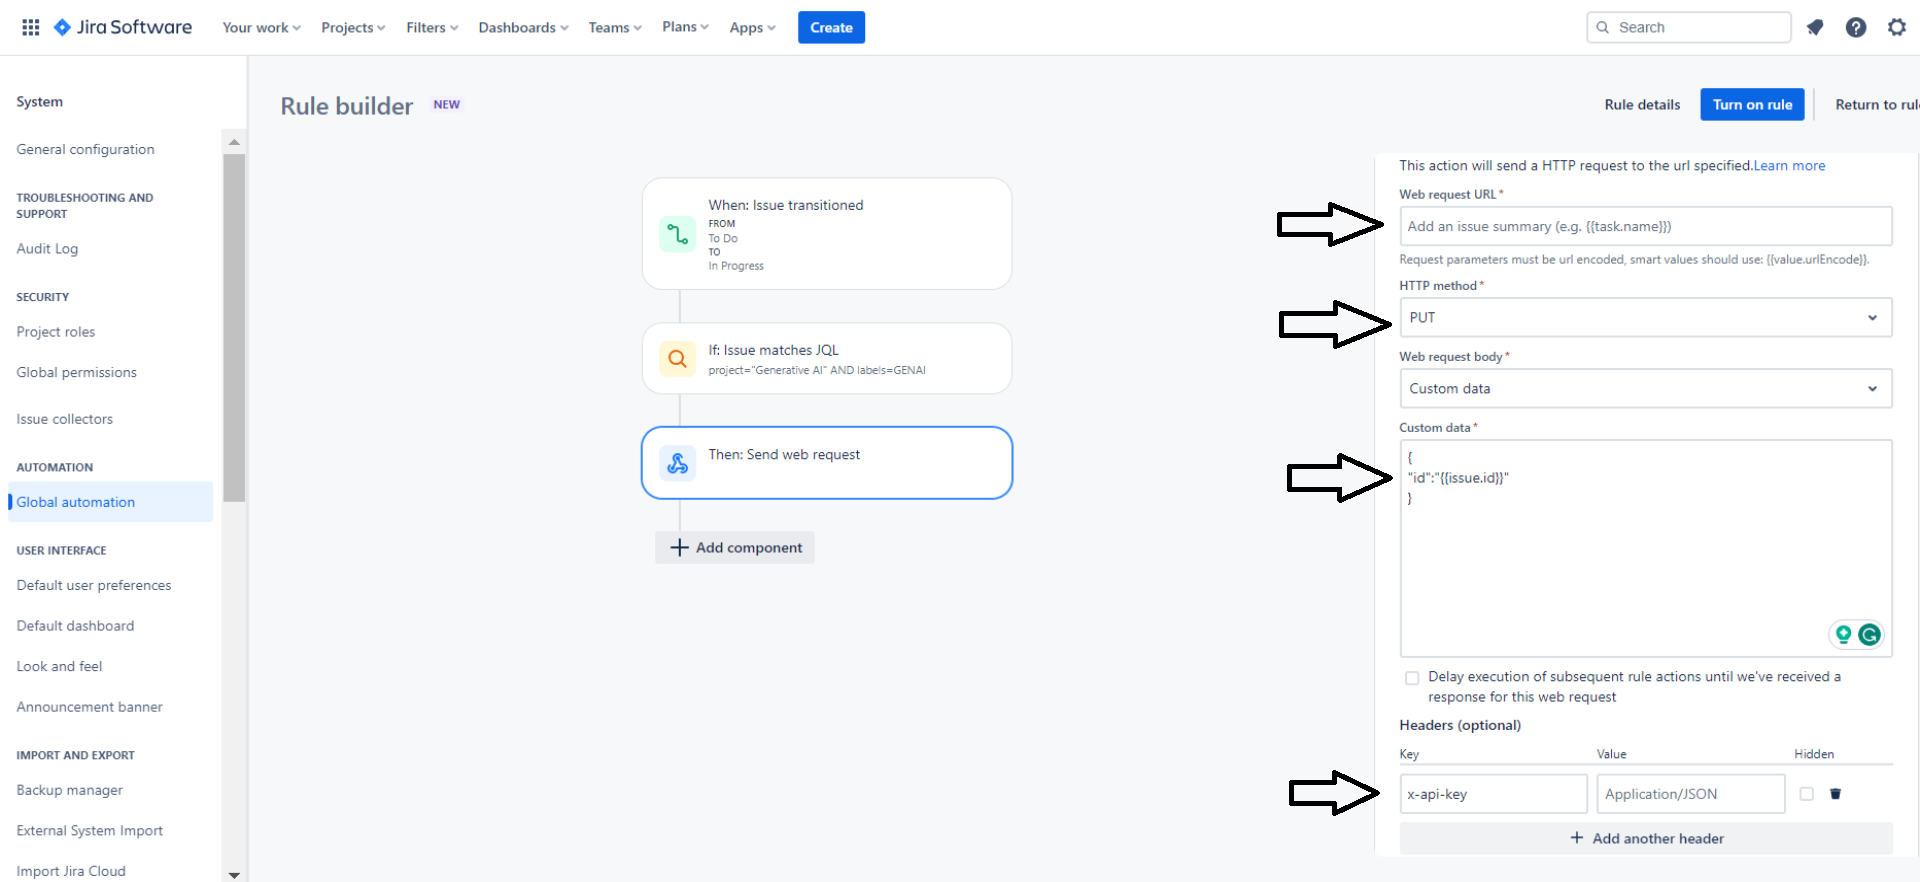 Jira Software
Your work
Projects
Filters
Dashboards
Teams
Plans
Apps
Create
Search
System
General configuration
TROUBLESHOOTING AND
SUPPORT
Audit Log
SECURITY
Project roles
Global permissions
Issue collectors
AUTOMATION
Global automation
USER INTERFACE
Default user preferences
Default dashboard
Look and feel
Announcement banner
IMPORT AND EXPORT
Backup manager
External System Import
Import Jira Cloud
Rule builder NEW
Rule details
Turn on rule
Return to rul
When: Issue transitioned
FROM
To Do
TO
In Progress
If: Issue matches JQL
project="Generative AI" AND labels=GENAI
Then: Send web request
Add component
This action will send a HTTP request to the url specified.Learn more
Web request URL *
Add an issue summary (e.g. {{task.name}})
Request parameters must be url encoded, smart values should use: {{value.urlEncode}}.
HTTP method *
PUT
Web request body *
Custom data
Custom data *
{
"id":"{{issue.id}}"
}
Delay execution of subsequent rule actions until we've received a
response for this web request
Headers (optional)
Key Value Hidden
x-api-key Application/JSON
+ Add another header